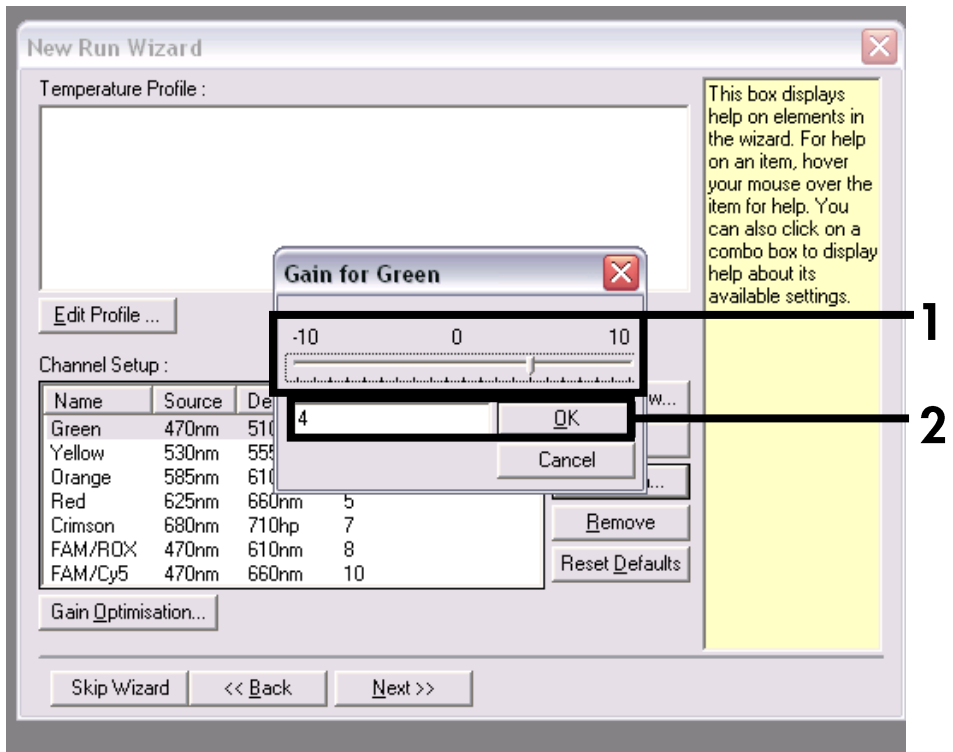 New Run Wizard
Temperature Profile :
This box displays
help on elements in
the wizard. For help
on an item, hover
your mouse over the
item for help. You
can also click on a
combo box to display
help about its
available settings.
Gain for Green
Edit Profile ...
-10 0 10
1
Channel Setup :
Name Source De
w...
4
OK
2
Green 470nm 510
Yellow 530nm 555
Cancel
Orange 585nm 610
...
Red 625nm 660nm 5
Crimson 680nm 710hp 7
Remove
FAM/ROX 470nm 610nm 8
Reset Defaults
FAM/Cy5 470nm 660nm 10
Gain Optimisation...
Skip Wizard << Back Next >>